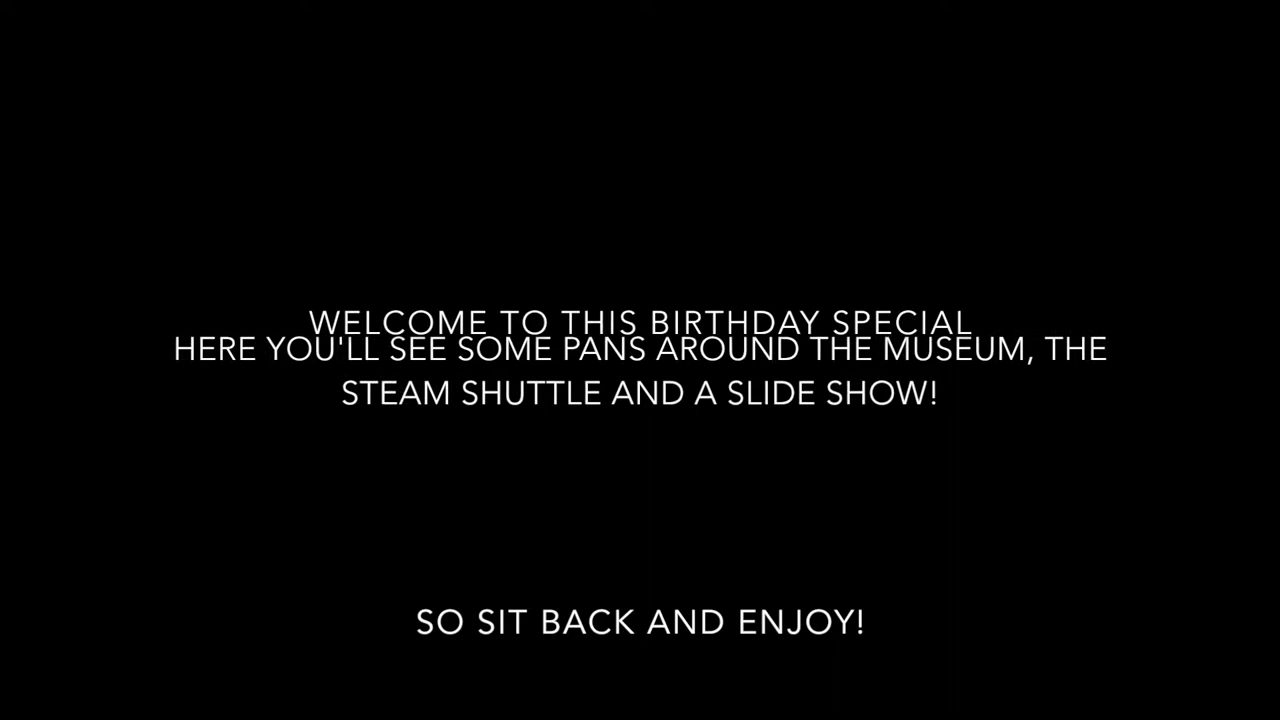 WELCOME TO THIS BIRTHDAY SPECIAL
HERE YOU'LL SEE SOME PANS AROUND THE MUSEUM, THE
STEAM SHUTTLE AND A SLIDE SHOW!
SO SIT BACK AND ENJOY!